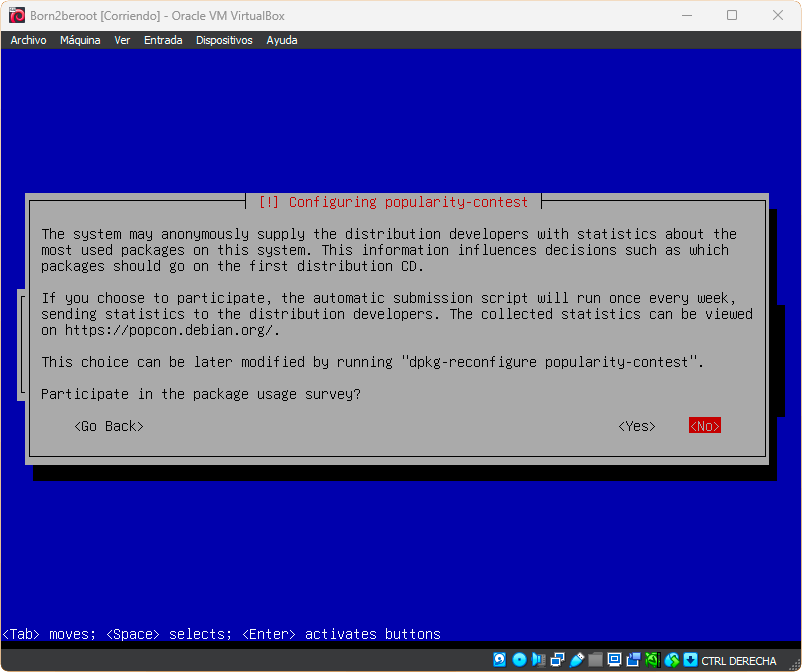 Born2beroot [Corriendo] - Oracle VM VirtualBox
Archivo Máquina Ver Entrada Dispositivos Ayuda
[!] Configuring popularity-contest
The system may anonymously supply the distribution developers with statistics about the
most used packages on this system. This information influences decisions such as which
packages should go on the first distribution CD.
If you choose to participate, the automatic submission script will run once every week,
sending statistics to the distribution developers. The collected statistics can be viewed
on https://popcon.debian.org/.
This choice can be later modified by running "dpkg-reconfigure popularity-contest".
Participate in the package usage survey?
<Go Back> <Yes> <No>
<Tab> moves; <Space> selects; <Enter> activates buttons
CTRL DERECHA